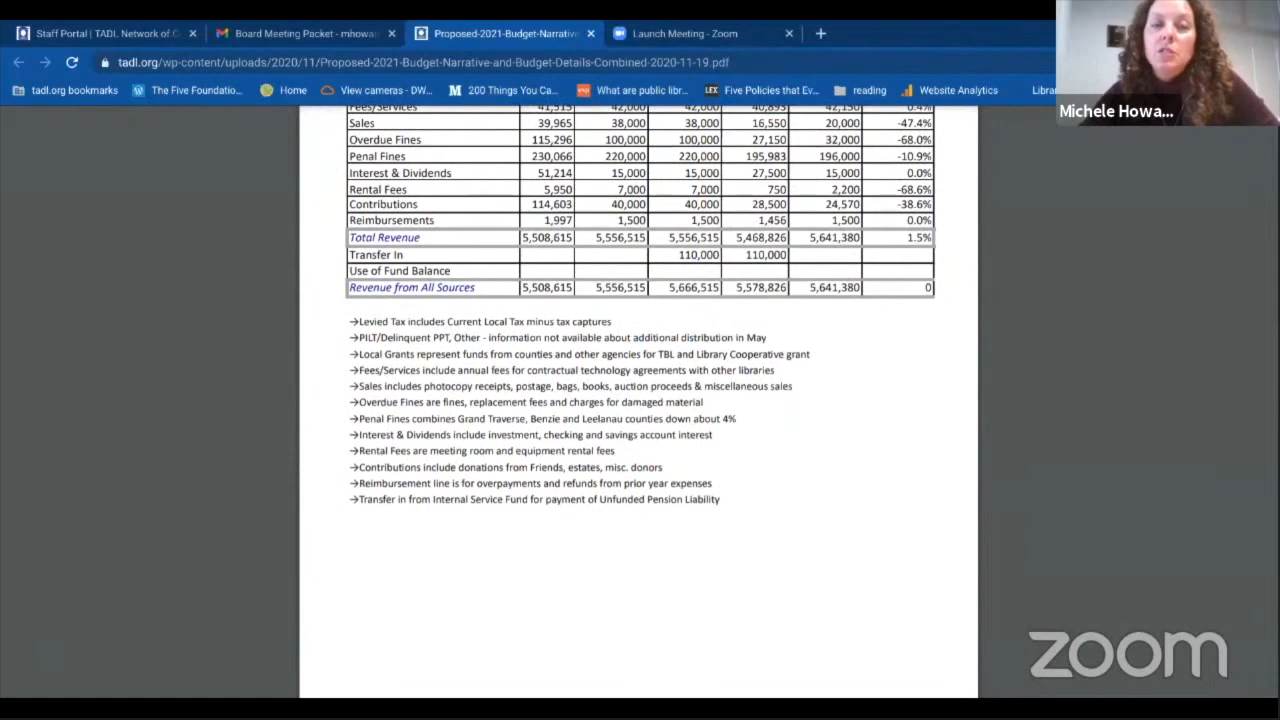 Staff Portal | TADL Network of C
Board Meeting Packet - mhowa
Proposed-2021-Budget-Narrativ
Launch Meeting - Zoom
tadl.org/wp-content/uploads/2020/11/Proposed-2021-Budget-Narrative-and-Budget-Details-Combined-2020-11-19.pdf
tadl.org bookmarks
The Five Foundatio...
Home
View cameras - DW...
200 Things You Ca...
What are public libr...
Five Policies that Ev...
reading
Website Analytics
Libra
Michele Howa...
Fees/Services 41,515 42,000 42,000 40,893 42,150 0.4%
Sales 39,965 38,000 38,000 16,550 20,000 -47.4%
Overdue Fines 115,296 100,000 100,000 27,150 32,000 -68.0%
Penal Fines 230,066 220,000 220,000 195,983 196,000 -10.9%
Interest & Dividends 51,214 15,000 15,000 27,500 15,000 0.0%
Rental Fees 5,950 7,000 7,000 750 2,200 -68.6%
Contributions 114,603 40,000 40,000 28,500 24,570 -38.6%
Reimbursements 1,997 1,500 1,500 1,456 1,500 0.0%
Total Revenue 5,508,615 5,556,515 5,556,515 5,468,826 5,641,380 1.5%
Transfer In 110,000 110,000
Use of Fund Balance
Revenue from All Sources 5,508,615 5,556,515 5,666,515 5,578,826 5,641,380 0
→Levied Tax includes Current Local Tax minus tax captures
→PILT/Delinquent PPT, Other - information not available about additional distribution in May
→Local Grants represent funds from counties and other agencies for TBL and Library Cooperative grant
→Fees/Services include annual fees for contractual technology agreements with other libraries
→Sales includes photocopy receipts, postage, bags, books, auction proceeds & miscellaneous sales
→Overdue Fines are fines, replacement fees and charges for damaged material
→Penal Fines combines Grand Traverse, Benzie and Leelanau counties down about 4%
→Interest & Dividends include investment, checking and savings account interest
→Rental Fees are meeting room and equipment rental fees
→Contributions include donations from Friends, estates, misc. donors
→Reimbursement line is for overpayments and refunds from prior year expenses
→Transfer in from Internal Service Fund for payment of Unfunded Pension Liability
zoom